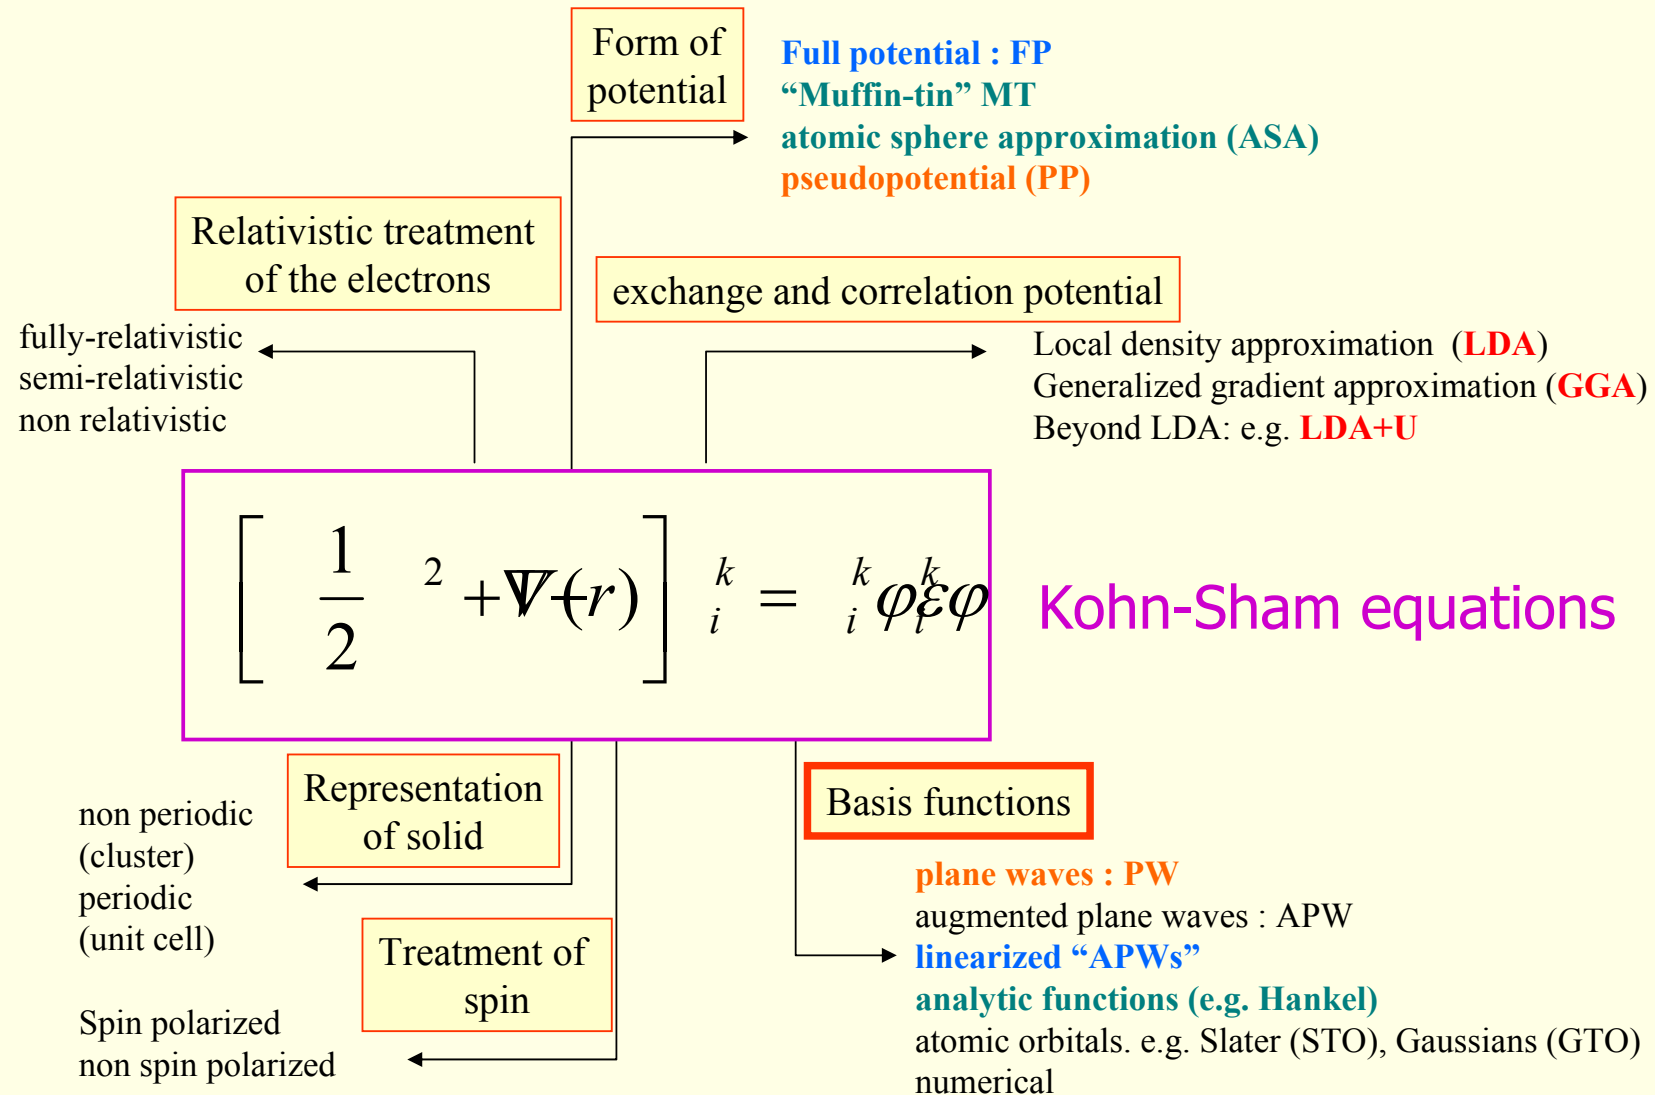 Form of
potential
Full potential : FP
“Muffin-tin” MT
atomic sphere approximation (ASA)
pseudopotential (PP)
Relativistic treatment
of the electrons
exchange and correlation potential
fully-relativistic
semi-relativistic
non relativistic
Local density approximation (LDA)
Generalized gradient approximation (GGA)
Beyond LDA: e.g. LDA+U
[ 1/2 ² +∇V−(r) ] i k = i k φ ε i k φ
Kohn-Sham equations
Representation
of solid
non periodic
(cluster)
periodic
(unit cell)
Basis functions
plane waves : PW
augmented plane waves : APW
linearized “APWs”
analytic functions (e.g. Hankel)
atomic orbitals. e.g. Slater (STO), Gaussians (GTO)
numerical
Treatment of
spin
Spin polarized
non spin polarized